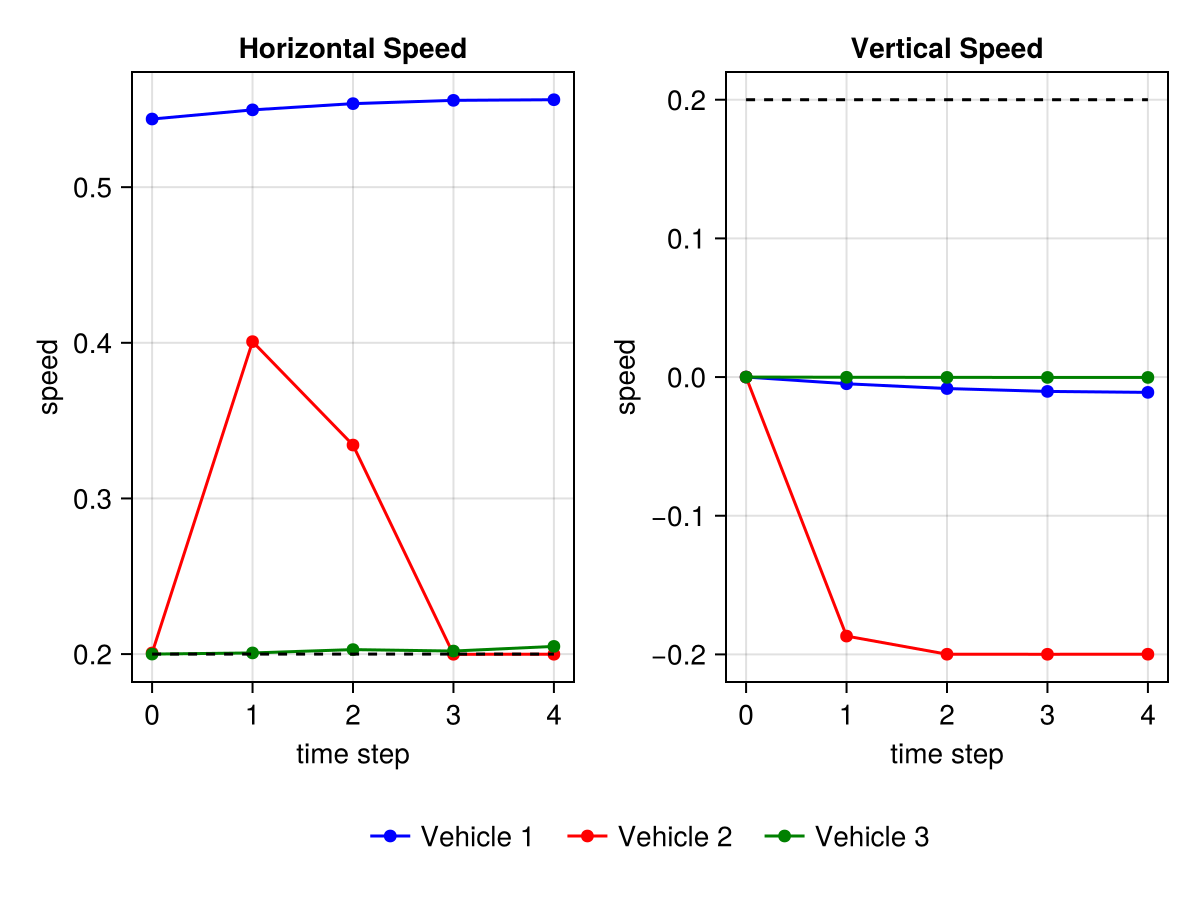 Horizontal Speed
0.5
0.4
0.3
0.2
speed
0 1 2 3 4
time step
Vertical Speed
0.2
0.1
0.0
−0.1
−0.2
speed
0 1 2 3 4
time step
Vehicle 1 Vehicle 2 Vehicle 3